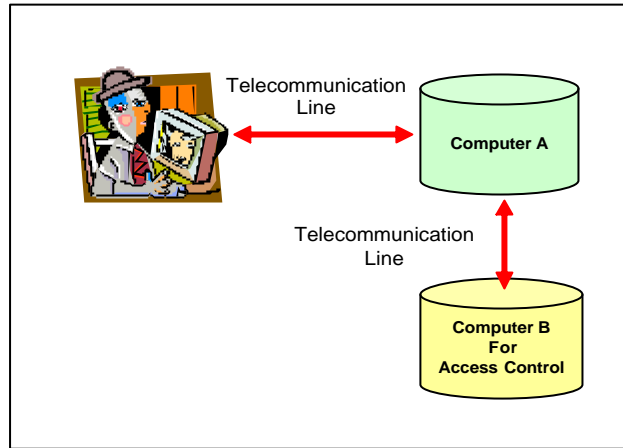 Telecommunication
Line
Computer A
Telecommunication
Line
Computer B
For
Access Control